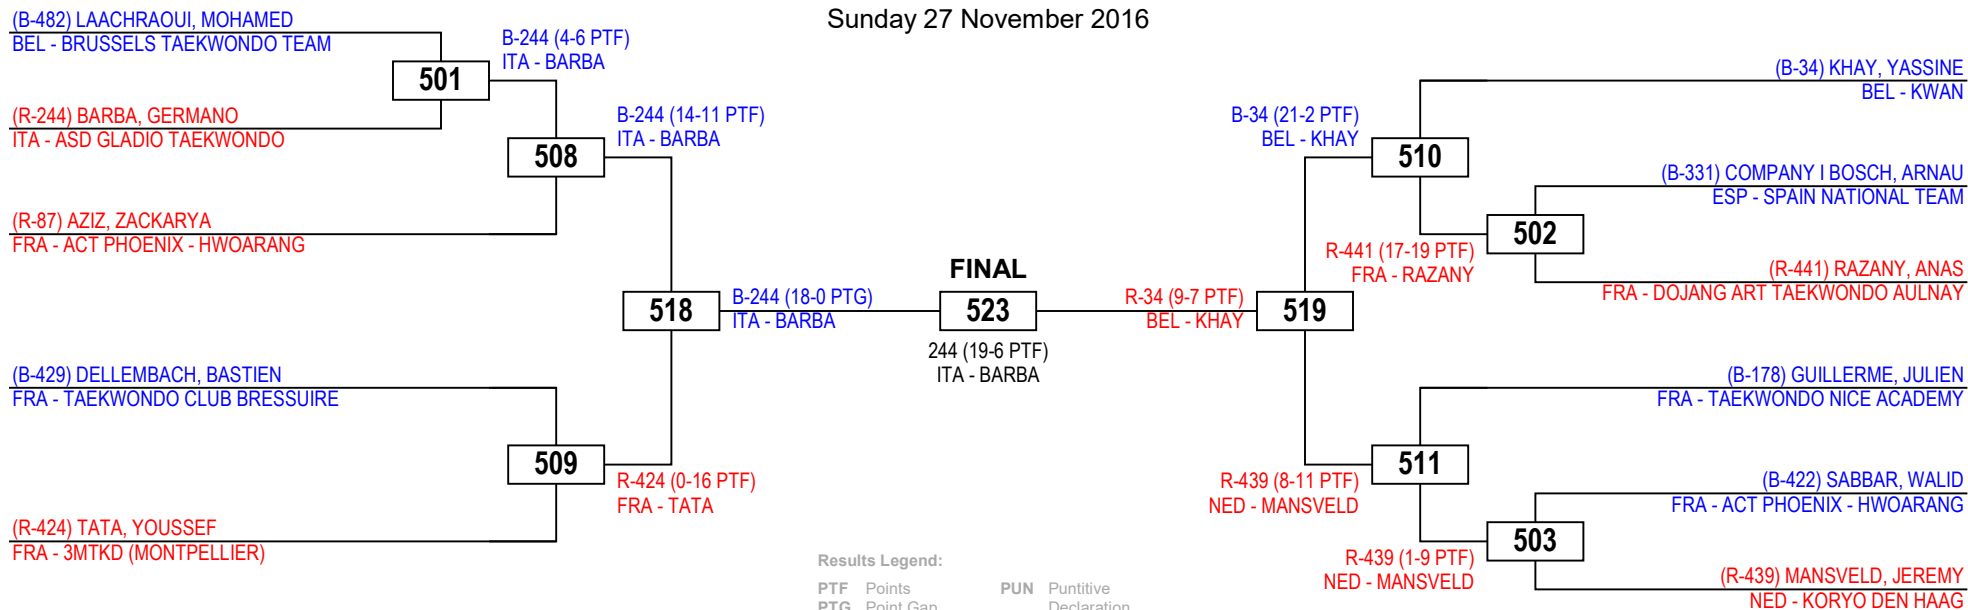 Sunday 27 November 2016
(B-482) LAACHRAOUI, MOHAMED
BEL - BRUSSELS TAEKWONDO TEAM
501
(R-244) BARBA, GERMANO
ITA - ASD GLADIO TAEKWONDO
B-244 (4-6 PTF)
ITA - BARBA
508
(R-87) AZIZ, ZACKARYA
FRA - ACT PHOENIX - HWOARANG
B-244 (14-11 PTF)
ITA - BARBA
518
(B-429) DELLEMBACH, BASTIEN
FRA - TAEKWONDO CLUB BRESSUIRE
509
(R-424) TATA, YOUSSEF
FRA - 3MTKD (MONTPELLIER)
R-424 (0-16 PTF)
FRA - TATA
B-244 (18-0 PTG)
ITA - BARBA
FINAL
523
244 (19-6 PTF)
ITA - BARBA
R-34 (9-7 PTF)
BEL - KHAY
519
B-34 (21-2 PTF)
BEL - KHAY
510
(B-34) KHAY, YASSINE
BEL - KWAN
(B-331) COMPANY I BOSCH, ARNAU
ESP - SPAIN NATIONAL TEAM
502
R-441 (17-19 PTF)
FRA - RAZANY
(R-441) RAZANY, ANAS
FRA - DOJANG ART TAEKWONDO AULNAY
(B-178) GUILLERME, JULIEN
FRA - TAEKWONDO NICE ACADEMY
511
R-439 (8-11 PTF)
NED - MANSVELD
(B-422) SABBAR, WALID
FRA - ACT PHOENIX - HWOARANG
503
R-439 (1-9 PTF)
NED - MANSVELD
(R-439) MANSVELD, JEREMY
NED - KORYO DEN HAAG
Results Legend:
PTF Points PUN Puntitive
PTG Point Gap Declaration